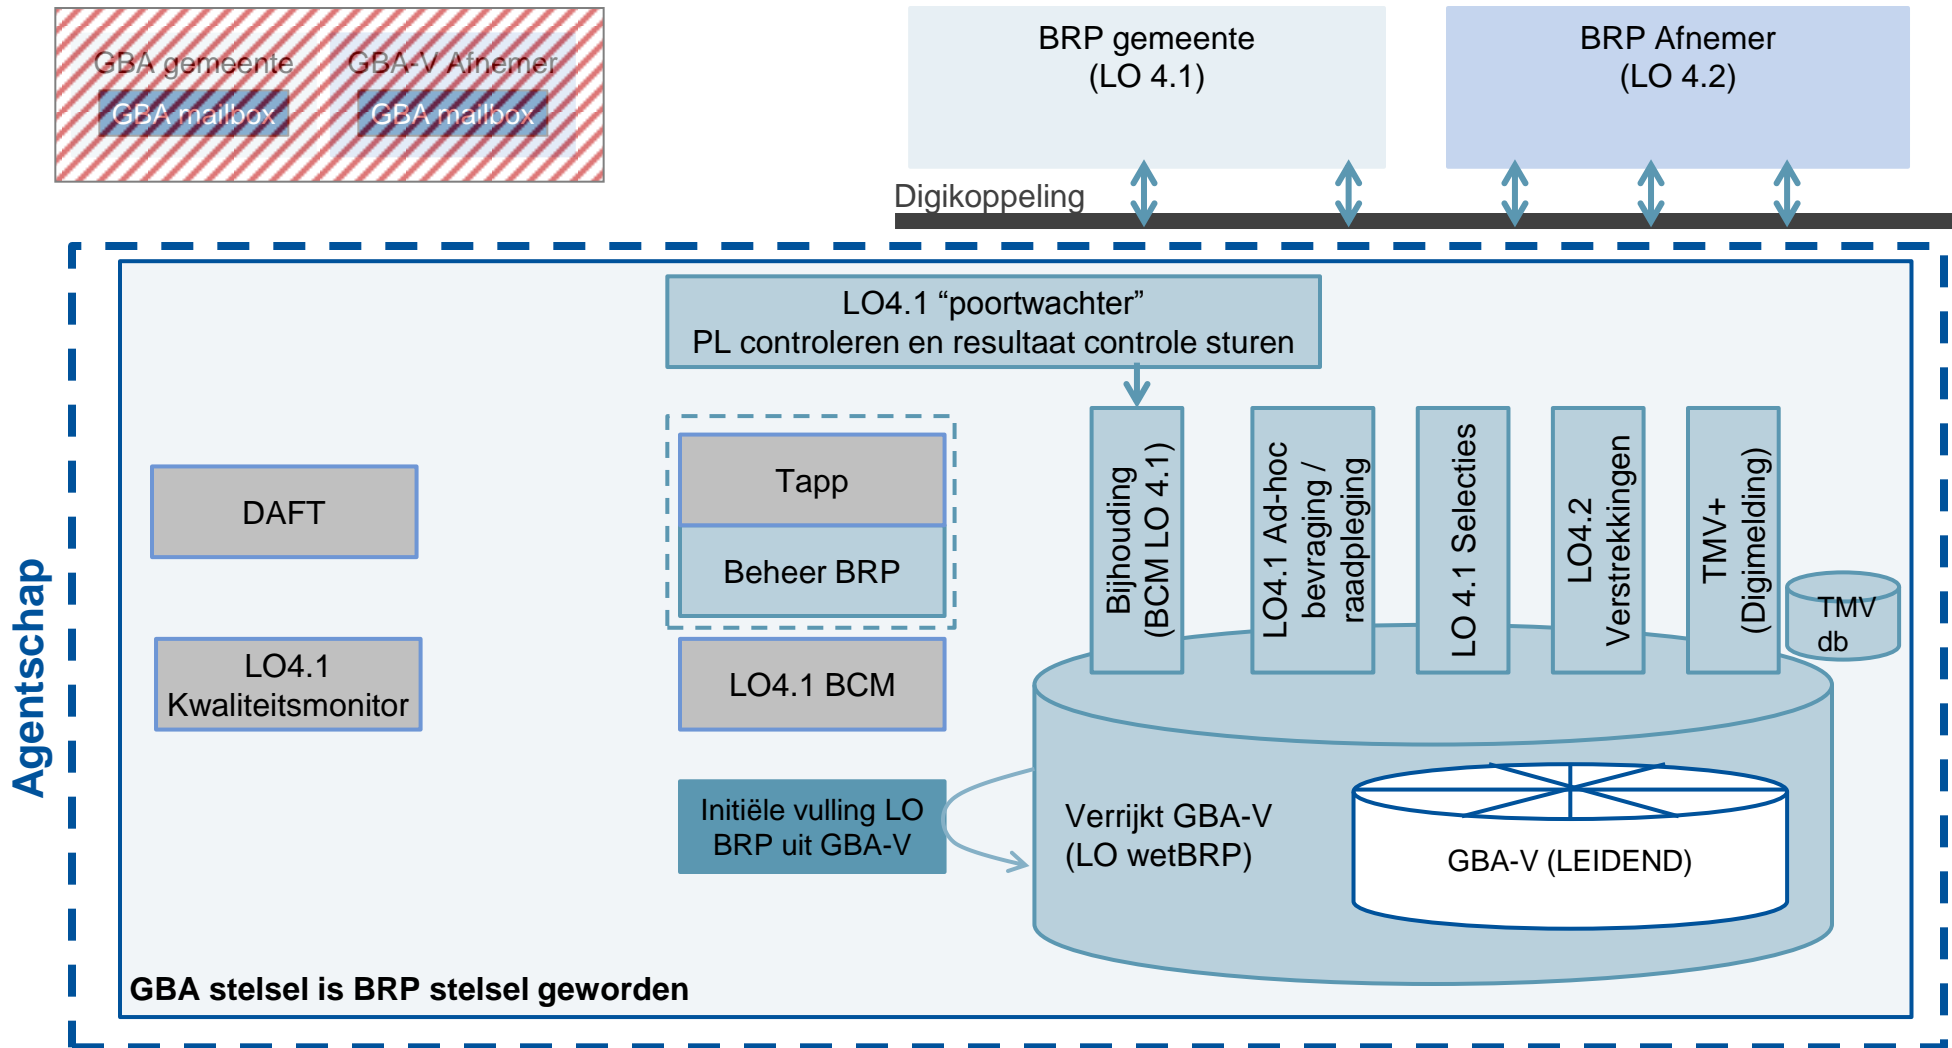 GBA gemeente
GBA mailbox
GBA-V Afnemer
GBA mailbox
BRP gemeente
(LO 4.1)
BRP Afnemer
(LO 4.2)
Digikoppeling
Agentschap
LO4.1 “poortwachter”
PL controleren en resultaat controle sturen
DAFT
LO4.1
Kwaliteitsmonitor
Tapp
Beheer BRP
LO4.1 BCM
Initiële vulling LO
BRP uit GBA-V
Bijhouding
(BCM LO 4.1)
LO4.1 Ad-hoc
bevraging /
raadpleging
LO 4.1 Selecties
LO4.2
Verstrekkingen
TMV+
(Digimelding)
TMV
db
Verrijkt GBA-V
(LO wetBRP)
GBA-V (LEIDEND)
GBA stelsel is BRP stelsel geworden